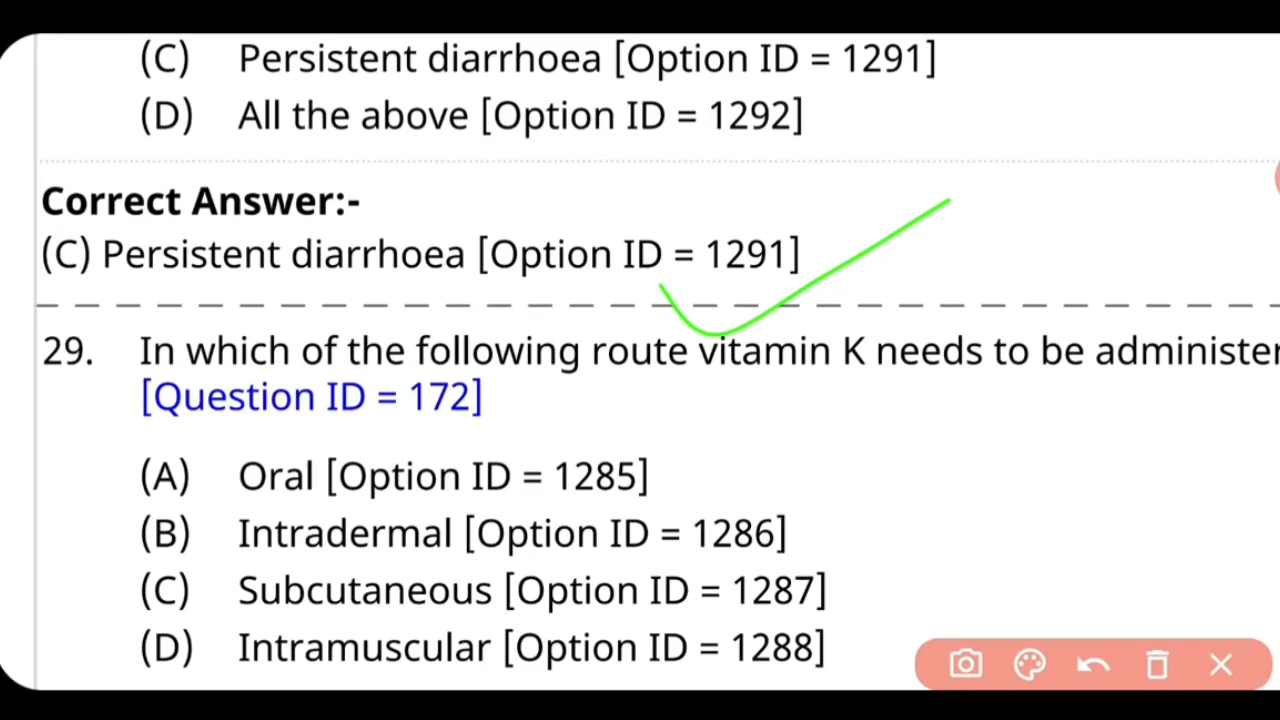 (C) Persistent diarrhoea [Option ID = 1291]
(D) All the above [Option ID = 1292]
Correct Answer:-
(C) Persistent diarrhoea [Option ID = 1291]
29. In which of the following route vitamin K needs to be administer
[Question ID = 172]
(A) Oral [Option ID = 1285]
(B) Intradermal [Option ID = 1286]
(C) Subcutaneous [Option ID = 1287]
(D) Intramuscular [Option ID = 1288]